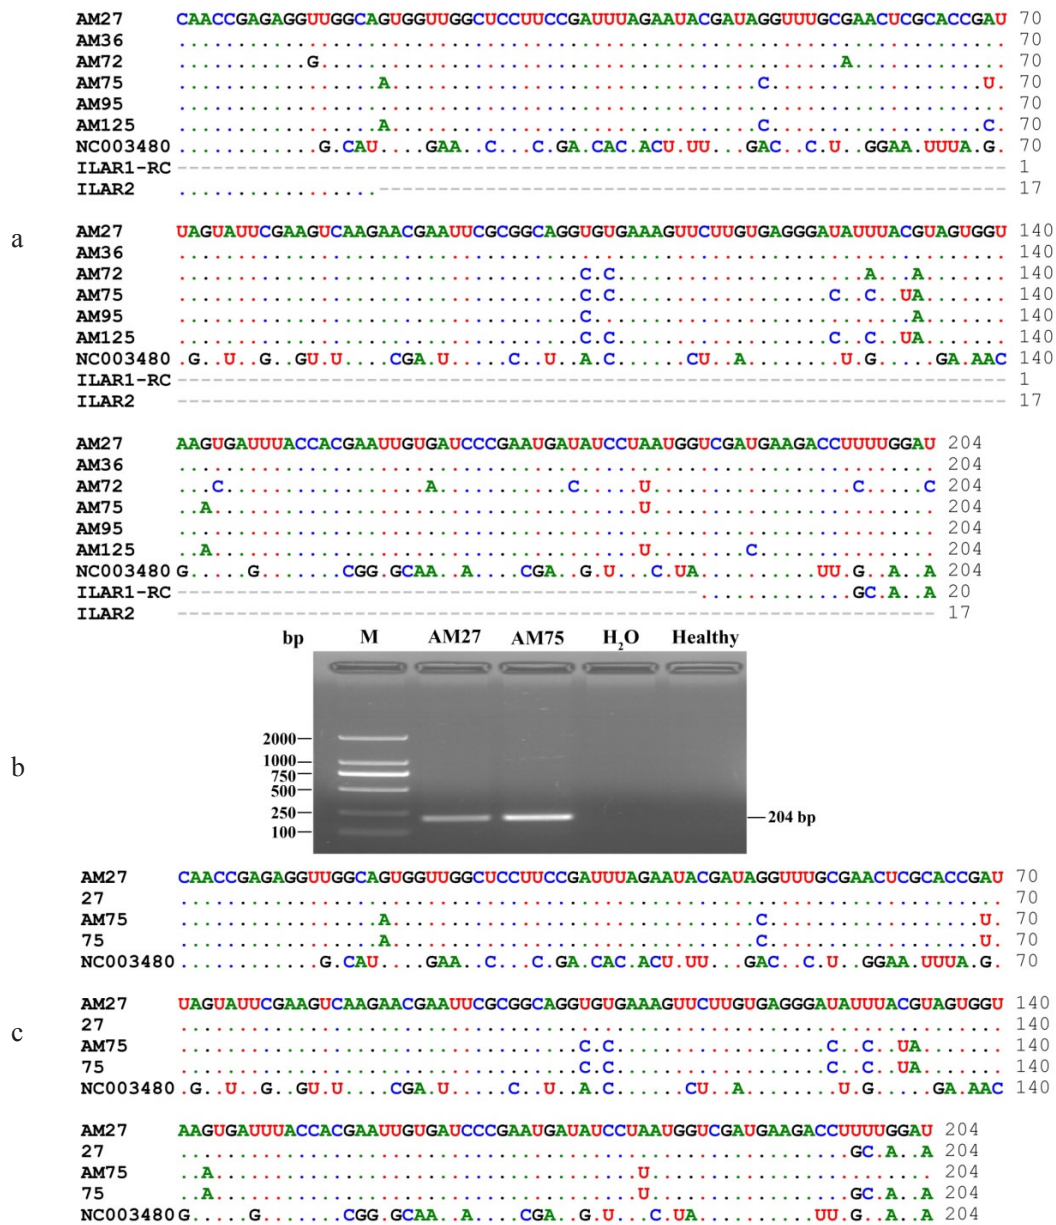 AM27 CAACCGAGAGGUUGGCAGUGGUUGGCUCCUUCCGAUUUAGAAUACGAUAGGUUUGCGAACUCGCACCGAU 70
AM36 ...................................................................... 70
AM72 ...........G............................................A............. 70
AM75 .................A...............................C..................U. 70
AM95 ...................................................................... 70
AM125 .................A...............................C..................C. 70
NC003480 ............G.CAU....GAA..C...C.GA.CAC.ACU.UU...GAC..C.U..GGAA.UUUA.G. 70
ILAR1-RC ---------------------------------------------------------------------- 1
ILAR2 .................----------------------------------------------------- 17
a
AM27 UAGUAUUCGAAGUCAAGAACGAAUUCGCGGCAGGUGUGAAAGUUCUUGUGAGGGAUAUUUACGUAGUGGU 140
AM36 ...................................................................... 140
AM72 ..................................C.C.....................A...A....... 140
AM75 ..................................C.C..................C..C..UA....... 140
AM95 ..................................C...........................A....... 140
AM125 ..................................C.C..................C..C..UA....... 140
NC003480 .G..U..G..GU.U....CGA.U.....C..U..A.C......CU..A........U.G.....GA.AAC 140
ILAR1-RC ---------------------------------------------------------------------- 1
ILAR2 ---------------------------------------------------------------------- 17
AM27 AAGUGAUUUACCACGAAUUGUGAUCCCGAAUGAUAUCCUAAUGGUCGAUGAAGACCUUUUGGAU 204
AM36 ................................................................ 204
AM72 ...C.................A...........C.....U.................C.....C 204
AM75 ..A....................................U........................ 204
AM95 ................................................................ 204
AM125 ..A....................................U........C............... 204
NC003480 G.....G.......CGG.GCAA..A....CGA..G.U...C.UA..........UU.G..A..A 204
ILAR1-RC --------------------------------------------.............GC.A..A 20
ILAR2 ---------------------------------------------------------------- 17
bp M AM27 AM75 H₂O Healthy
b
2000
1000
750
500
250
100
204 bp
AM27 CAACCGAGAGGUUGGCAGUGGUUGGCUCCUUCCGAUUUAGAAUACGAUAGGUUUGCGAACUCGCACCGAU 70
27 ...................................................................... 70
AM75 .................A...............................C..................U. 70
75 .................A...............................C..................U. 70
NC003480 ............G.CAU....GAA..C...C.GA.CAC.ACU.UU...GAC..C.U..GGAA.UUUA.G. 70
c
AM27 UAGUAUUCGAAGUCAAGAACGAAUUCGCGGCAGGUGUGAAAGUUCUUGUGAGGGAUAUUUACGUAGUGGU 140
27 ...................................................................... 140
AM75 ..................................C.C..................C..C..UA....... 140
75 ..................................C.C..................C..C..UA....... 140
NC003480 .G..U..G..GU.U....CGA.U.....C..U..A.C......CU..A........U.G.....GA.AAC 140
AM27 AAGUGAUUUACCACGAAUUGUGAUCCCGAAUGAUAUCCUAAUGGUCGAUGAAGACCUUUUGGAU 204
27 .........................................................GC.A..A 204
AM75 ..A....................................U........................ 204
75 ..A....................................U.................GC.A..A 204
NC003480 G.....G.......CGG.GCAA..A....CGA..G.U...C.UA..........UU.G..A..A 204